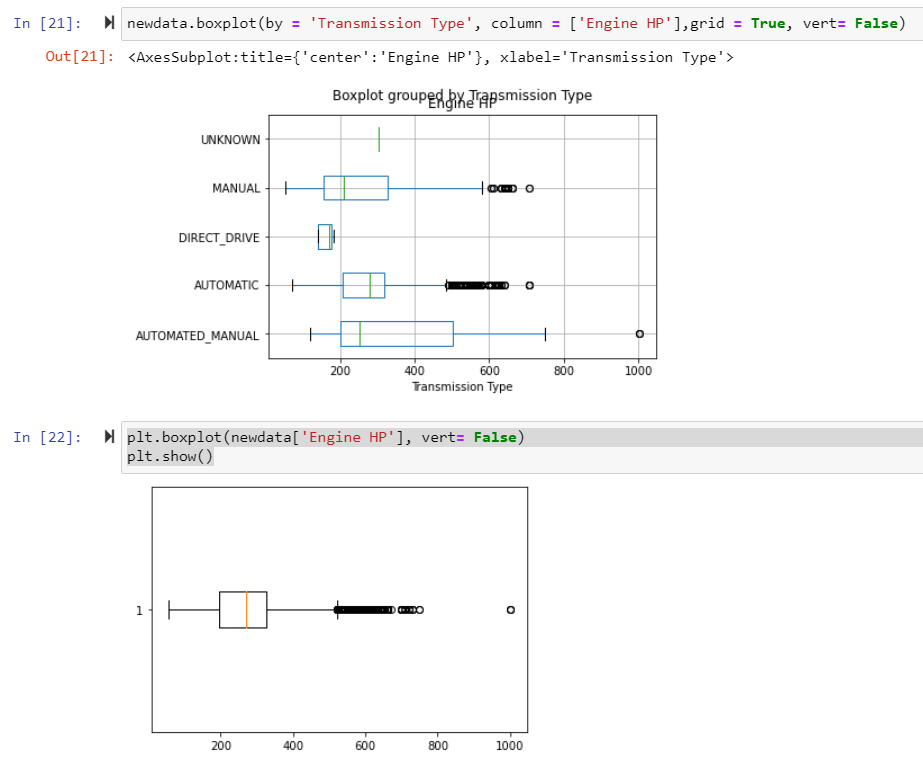 In [21]: newdata.boxplot(by = 'Transmission Type', column = ['Engine HP'],grid = True, vert= False)
Out[21]: <AxesSubplot:title={'center':'Engine HP'}, xlabel='Transmission Type'>
Boxplot grouped by Transmission Type
Engine HP
UNKNOWN
MANUAL
DIRECT_DRIVE
AUTOMATIC
AUTOMATED_MANUAL
200 400 600 800 1000
Transmission Type
In [22]: plt.boxplot(newdata['Engine HP'], vert= False)
plt.show()
1
200 400 600 800 1000